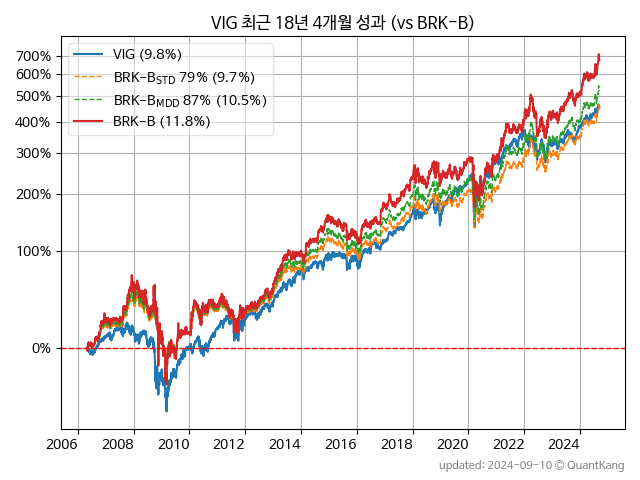 VIG 최근 18년 4개월 성과 (vs BRK-B)
VIG (9.8%)
BRK-BSTD 79% (9.7%)
BRK-BMDD 87% (10.5%)
BRK-B (11.8%)
700%
600%
500%
400%
300%
200%
100%
0%
2006 2008 2010 2012 2014 2016 2018 2020 2022 2024
updated: 2024-09-10 © QuantKang